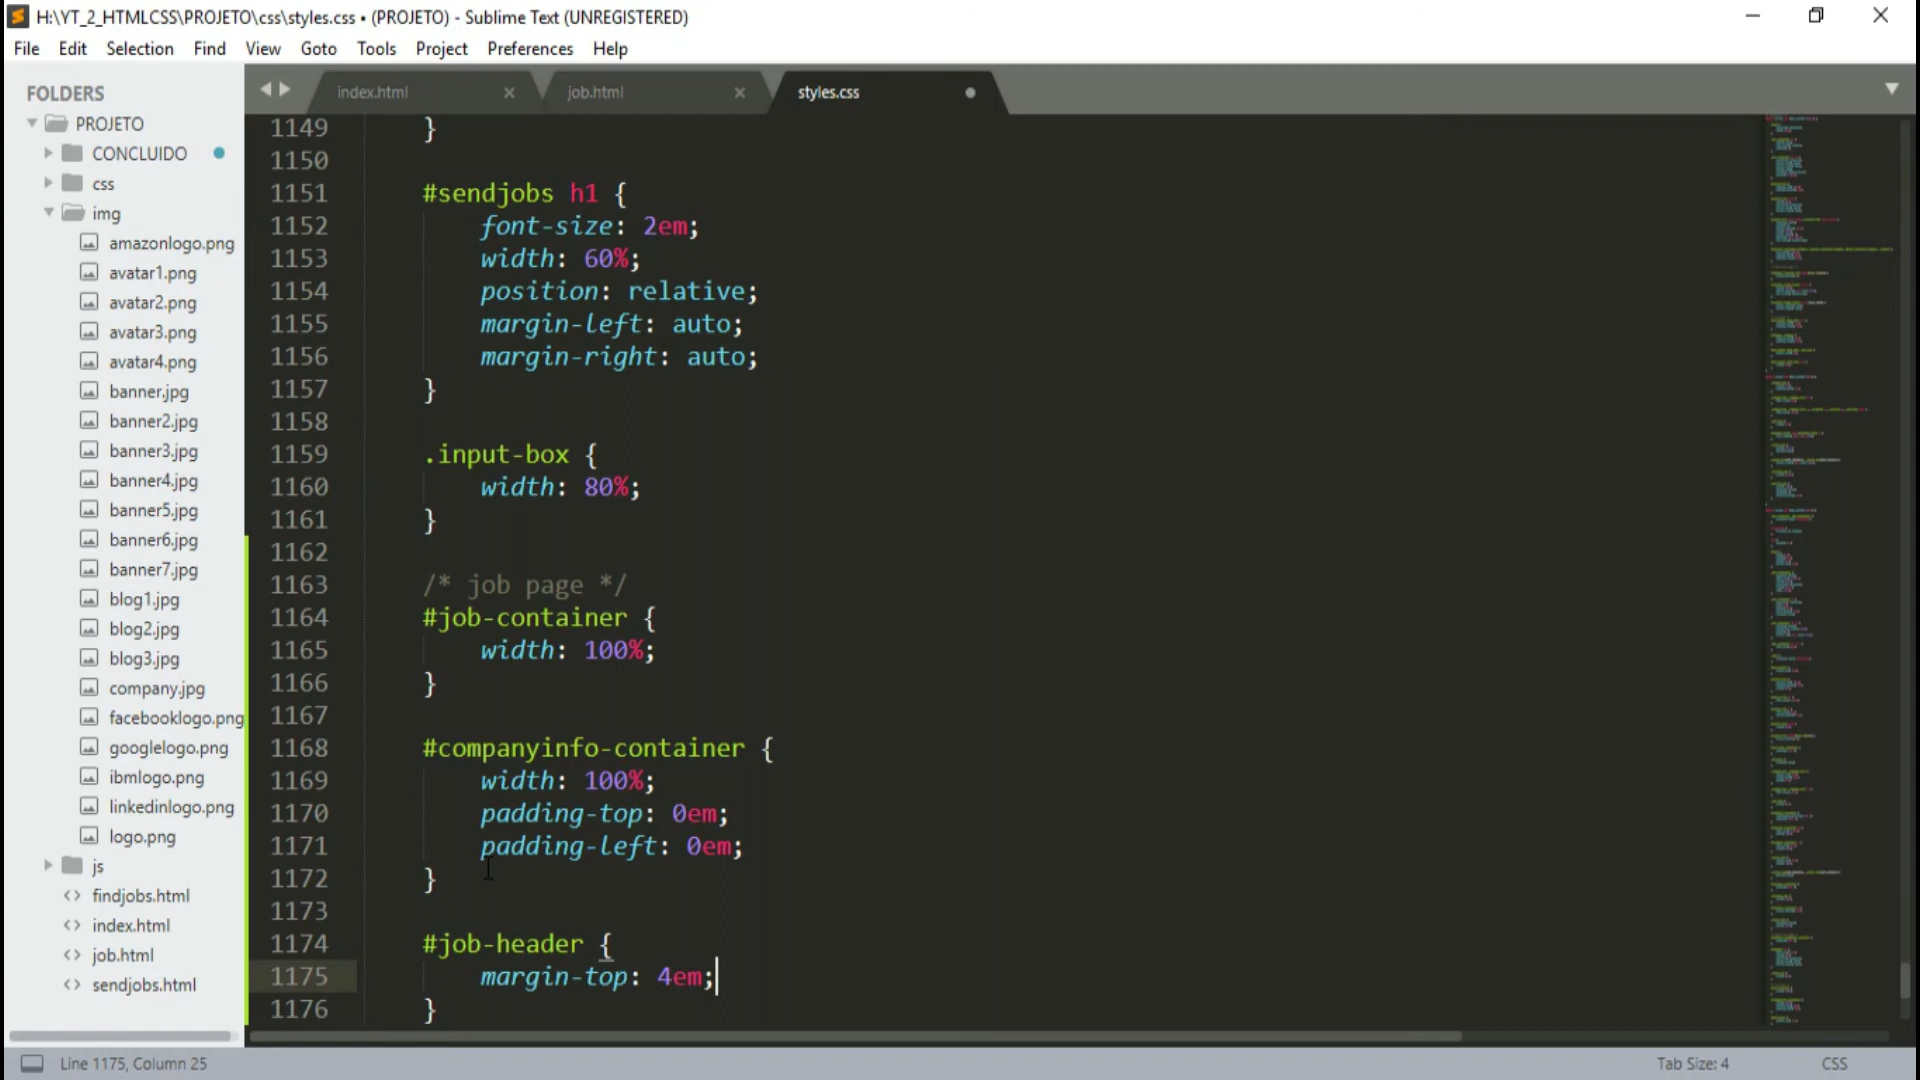 H:\YT_2_HTMLCSS\PROJETO\css\styles.css • (PROJETO) - Sublime Text (UNREGISTERED)
File Edit Selection Find View Goto Tools Project Preferences Help
FOLDERS
PROJETO
CONCLUIDO
css
img
amazonlogo.png
avatar1.png
avatar2.png
avatar3.png
avatar4.png
banner.jpg
banner2.jpg
banner3.jpg
banner4.jpg
banner5.jpg
banner6.jpg
banner7.jpg
blog1.jpg
blog2.jpg
blog3.jpg
company.jpg
facebooklogo.png
googlelogo.png
ibmlogo.png
linkedinlogo.png
logo.png
js
findjobs.html
index.html
job.html
sendjobs.html
index.html job.html styles.css
1149 }
1150
1151 #sendjobs h1 {
1152 font-size: 2em;
1153 width: 60%;
1154 position: relative;
1155 margin-left: auto;
1156 margin-right: auto;
1157 }
1158
1159 .input-box {
1160 width: 80%;
1161 }
1162
1163 /* job page */
1164 #job-container {
1165 width: 100%;
1166 }
1167
1168 #companyinfo-container {
1169 width: 100%;
1170 padding-top: 0em;
1171 padding-left: 0em;
1172 }
1173
1174 #job-header {
1175 margin-top: 4em;
1176 }
Line 1175, Column 25 Tab Size: 4 CSS